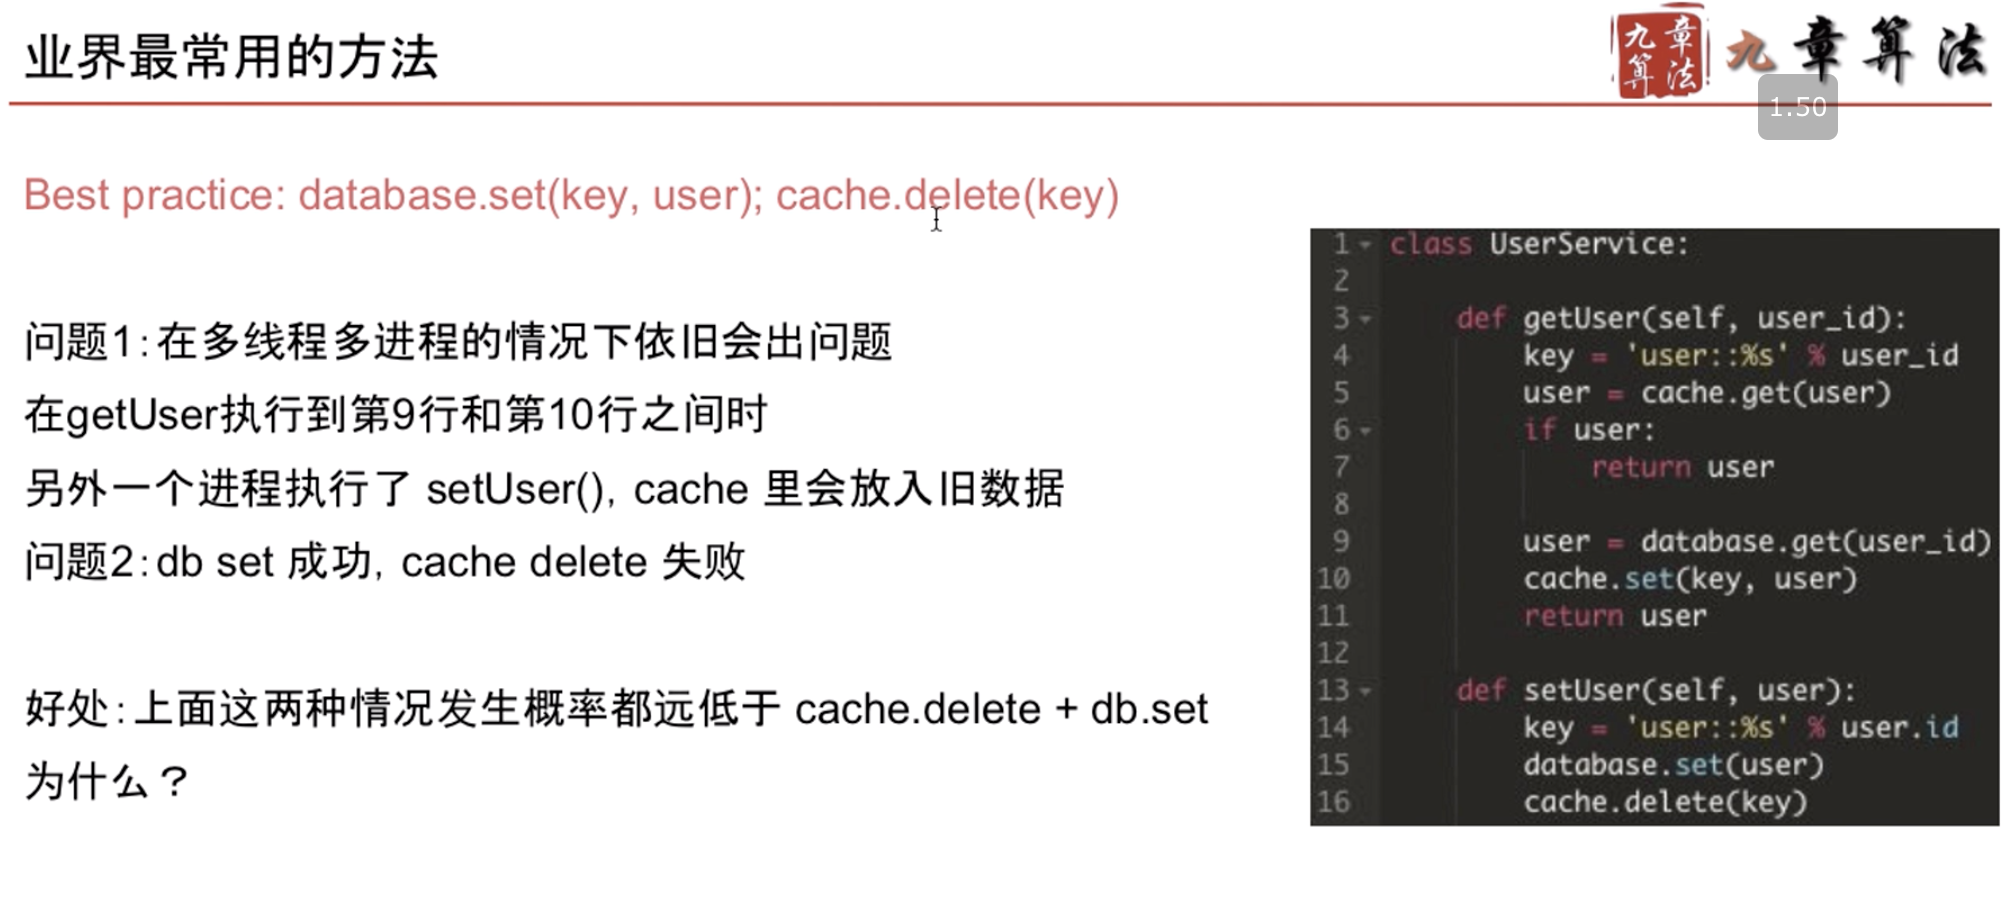 业界最常用的方法
九章算法
九章算法
1.50
Best practice: database.set(key, user); cache.delete(key)
问题1:在多线程多进程的情况下依旧会出问题
在getUser执行到第9行和第10行之间时
另外一个进程执行了 setUser(), cache 里会放入旧数据
问题2:db set 成功, cache delete 失败
好处:上面这两种情况发生概率都远低于 cache.delete + db.set
为什么？
1 class UserService:
2
3 def getUser(self, user_id):
4 key = 'user::%s' % user_id
5 user = cache.get(user)
6 if user:
7 return user
8
9 user = database.get(user_id)
10 cache.set(key, user)
11 return user
12
13 def setUser(self, user):
14 key = 'user::%s' % user.id
15 database.set(user)
16 cache.delete(key)